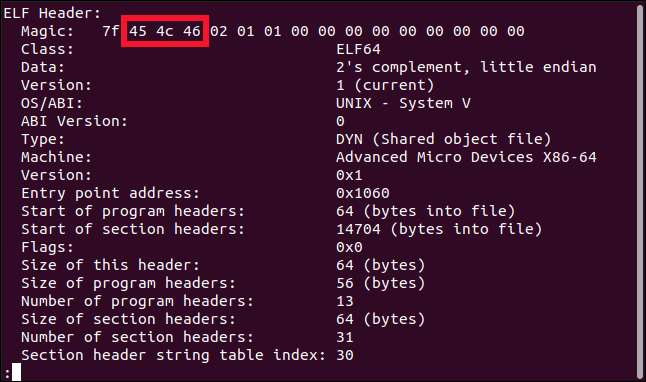 ELF Header:
  Magic:   7f 45 4c 46 02 01 01 00 00 00 00 00 00 00 00 00
  Class:                             ELF64
  Data:                              2's complement, little endian
  Version:                           1 (current)
  OS/ABI:                            UNIX - System V
  ABI Version:                       0
  Type:                              DYN (Shared object file)
  Machine:                           Advanced Micro Devices X86-64
  Version:                           0x1
  Entry point address:               0x1060
  Start of program headers:          64 (bytes into file)
  Start of section headers:          14704 (bytes into file)
  Flags:                             0x0
  Size of this header:               64 (bytes)
  Size of program headers:           56 (bytes)
  Number of program headers:         13
  Size of section headers:           64 (bytes)
  Number of section headers:         31
  Section header string table index: 30
: